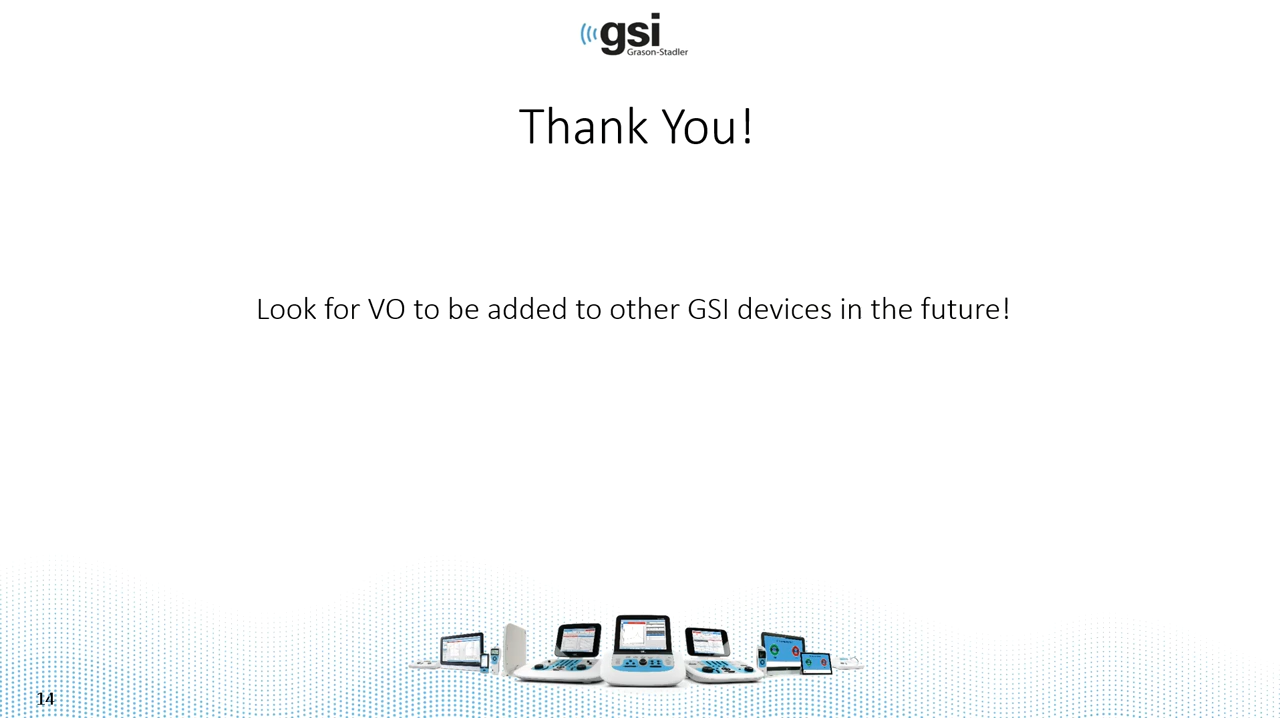 gsi
Grason-Stadler
Thank You!
Look for VO to be added to other GSI devices in the future!
14